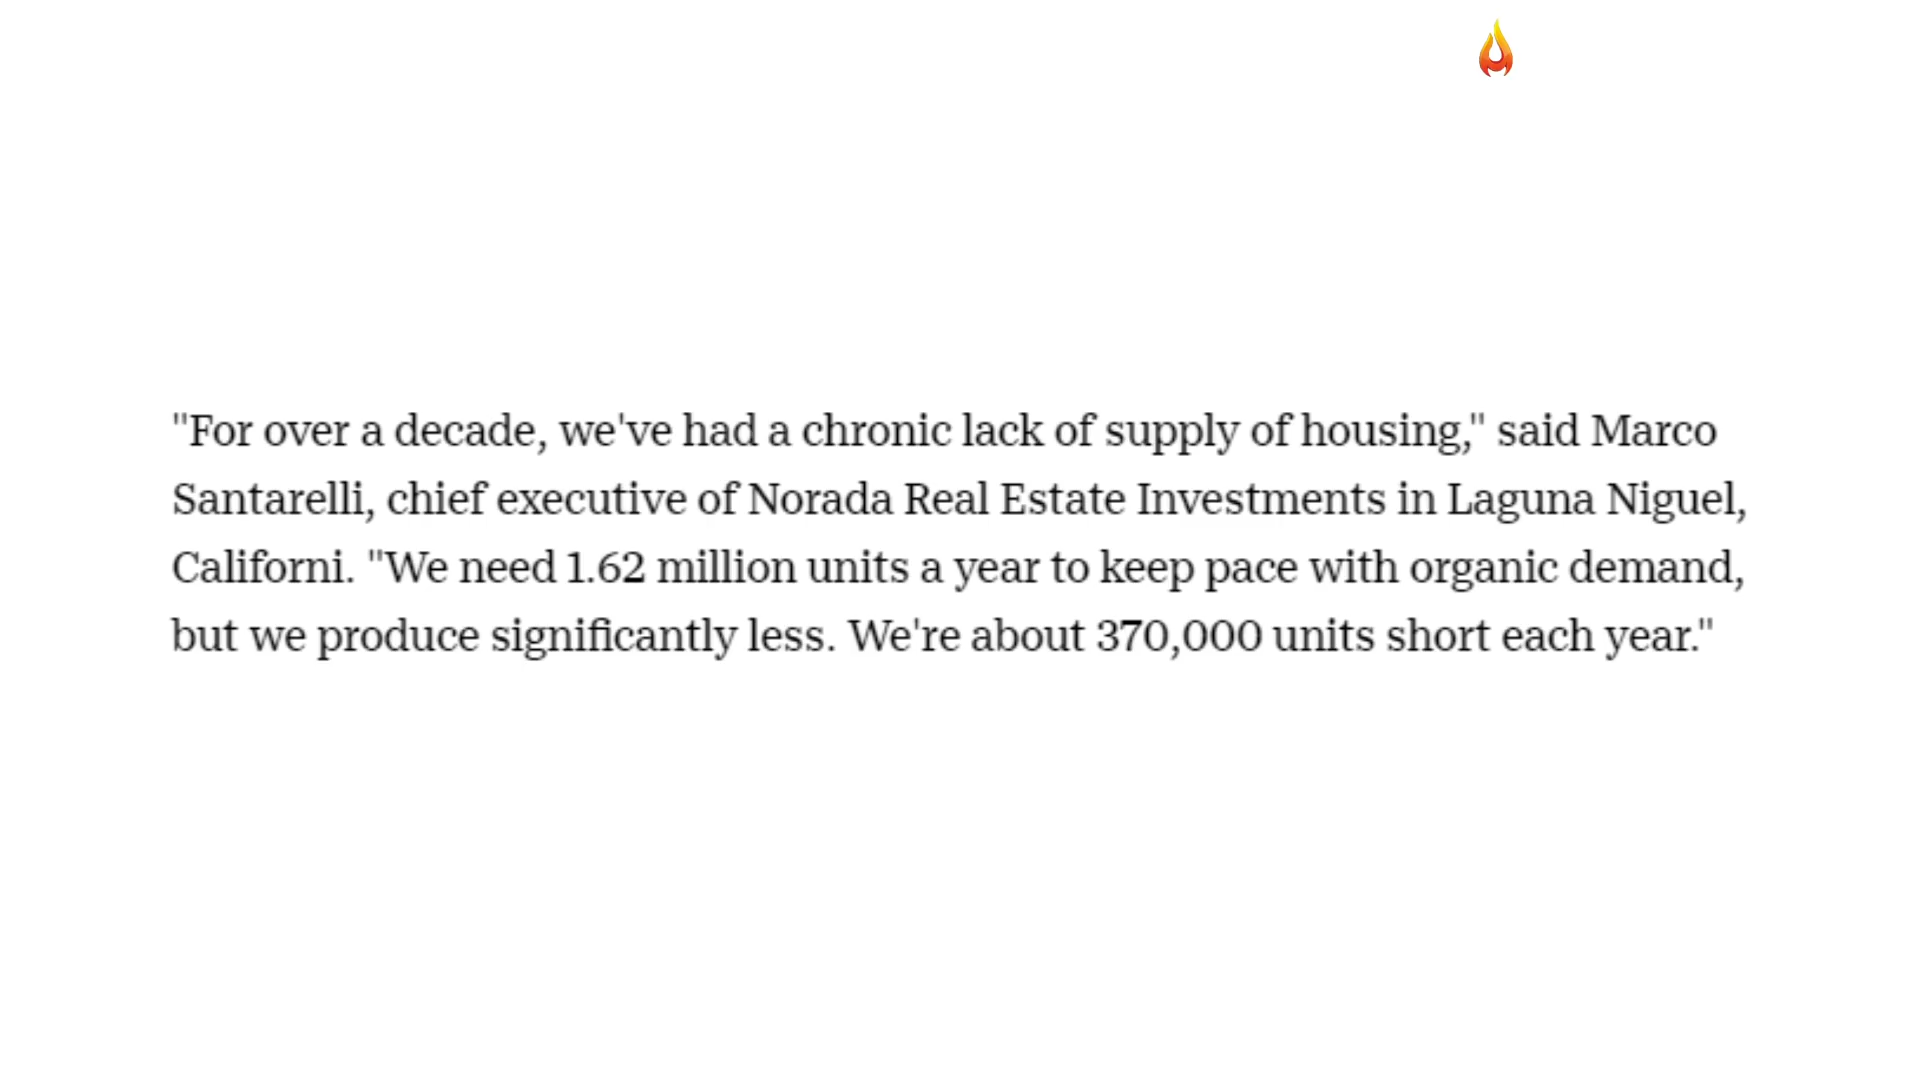 "For over a decade, we've had a chronic lack of supply of housing," said Marco
Santarelli, chief executive of Norada Real Estate Investments in Laguna Niguel,
Californi. "We need 1.62 million units a year to keep pace with organic demand,
but we produce significantly less. We're about 370,000 units short each year."